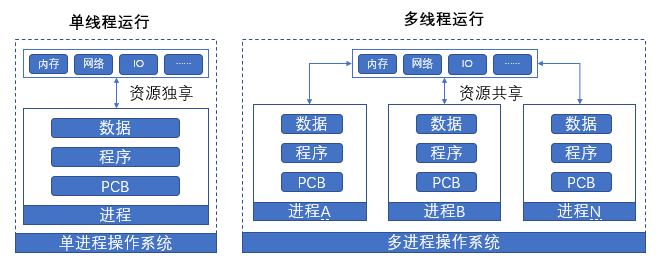 单线程运行
内存 网络 IO ......
资源独享
数据
程序
PCB
进程
单进程操作系统
多线程运行
内存 网络 IO ......
资源共享
数据 数据 数据
程序 程序 程序
PCB PCB PCB
进程A 进程B 进程N
多进程操作系统